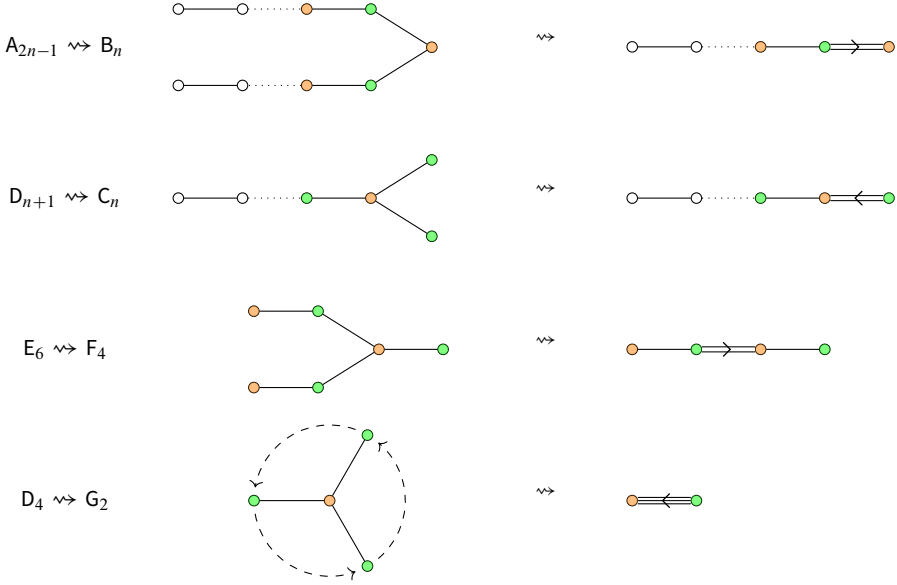 A₂ₙ₋₁ ⇝ Bₙ ⇝
Dₙ₊₁ ⇝ Cₙ ⇝
E₆ ⇝ F₄ ⇝
D₄ ⇝ G₂ ⇝